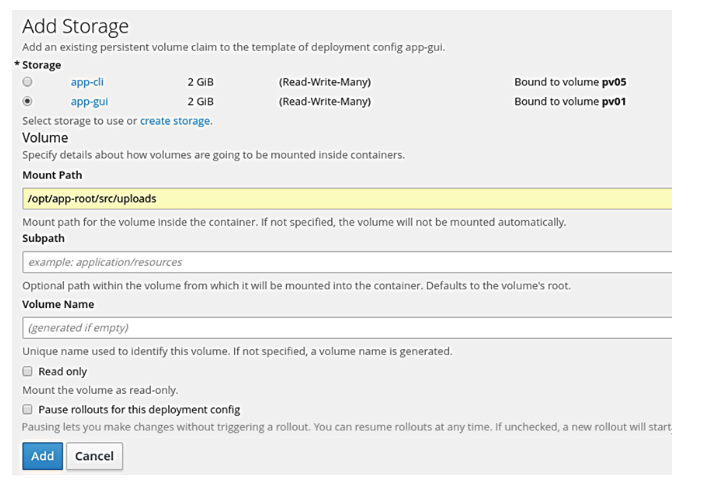 Add Storage
Add an existing persistent volume claim to the template of deployment config app-gui.
* Storage
app-cli 2 GiB (Read-Write-Many) Bound to volume pv05
app-gui 2 GiB (Read-Write-Many) Bound to volume pv01
Select storage to use or create storage.
Volume
Specify details about how volumes are going to be mounted inside containers.
Mount Path
/opt/app-root/src/uploads
Mount path for the volume inside the container. If not specified, the volume will not be mounted automatically.
Subpath
example: application/resources
Optional path within the volume from which it will be mounted into the container. Defaults to the volume's root.
Volume Name
(generated if empty)
Unique name used to identify this volume. If not specified, a volume name is generated.
Read only
Mount the volume as read-only.
Pause rollouts for this deployment config
Pausing lets you make changes without triggering a rollout. You can resume rollouts at any time. If unchecked, a new rollout will start
Add Cancel